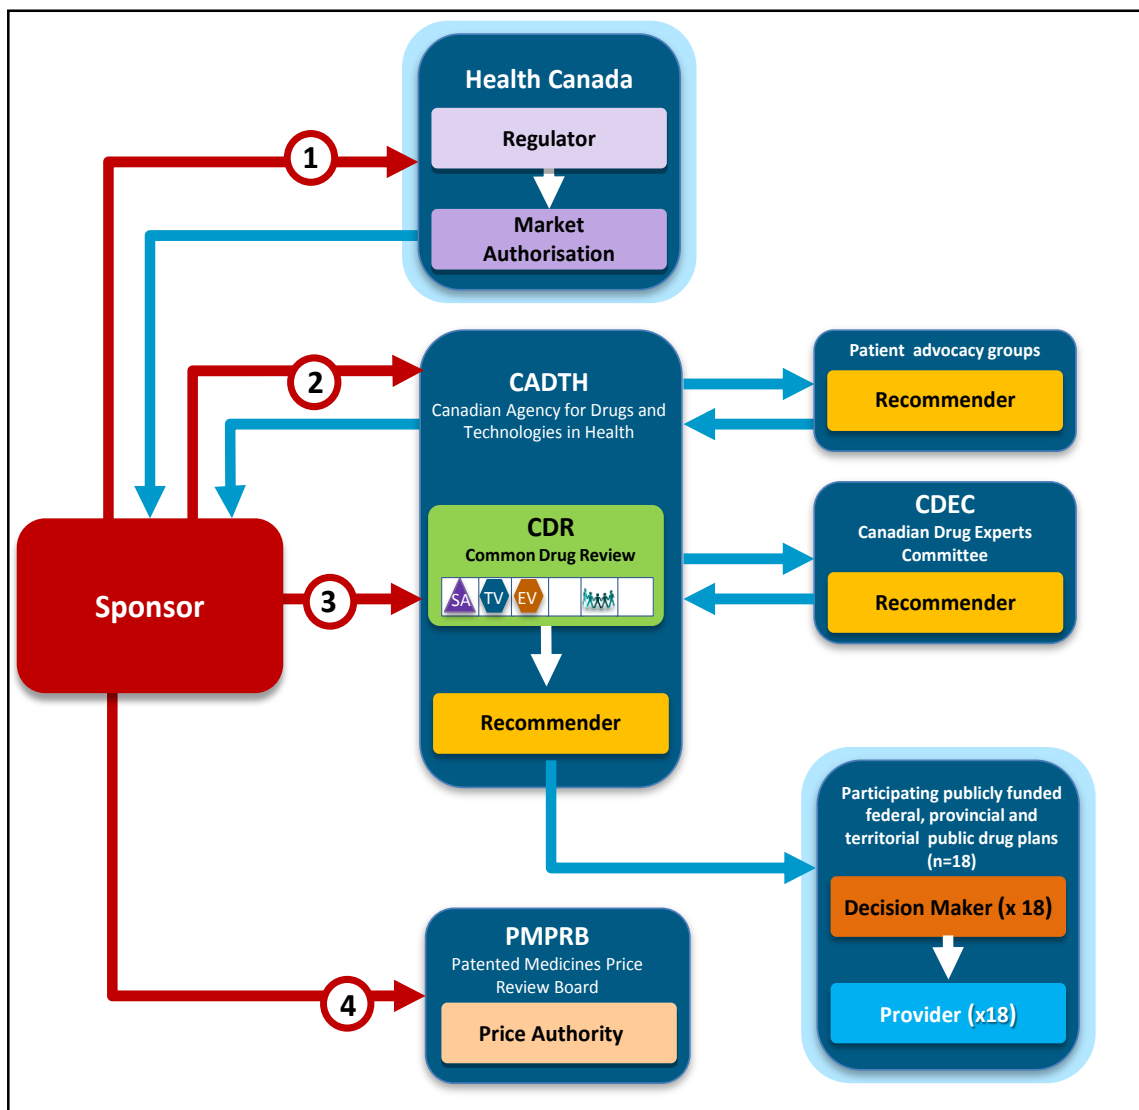 Health Canada
Regulator
1
Market
Authorisation
2
CADTH
Canadian Agency for Drugs and
Technologies in Health
Patient advocacy groups
Recommender
CDEC
Canadian Drug Experts
Committee
Recommender
CDR
Common Drug Review
SA TV EV
Sponsor
3
Recommender
Participating publicly funded
federal, provincial and
territorial public drug plans
(n=18)
Decision Maker (x 18)
Provider (x18)
PMPRB
Patented Medicines Price
Review Board
4
Price Authority